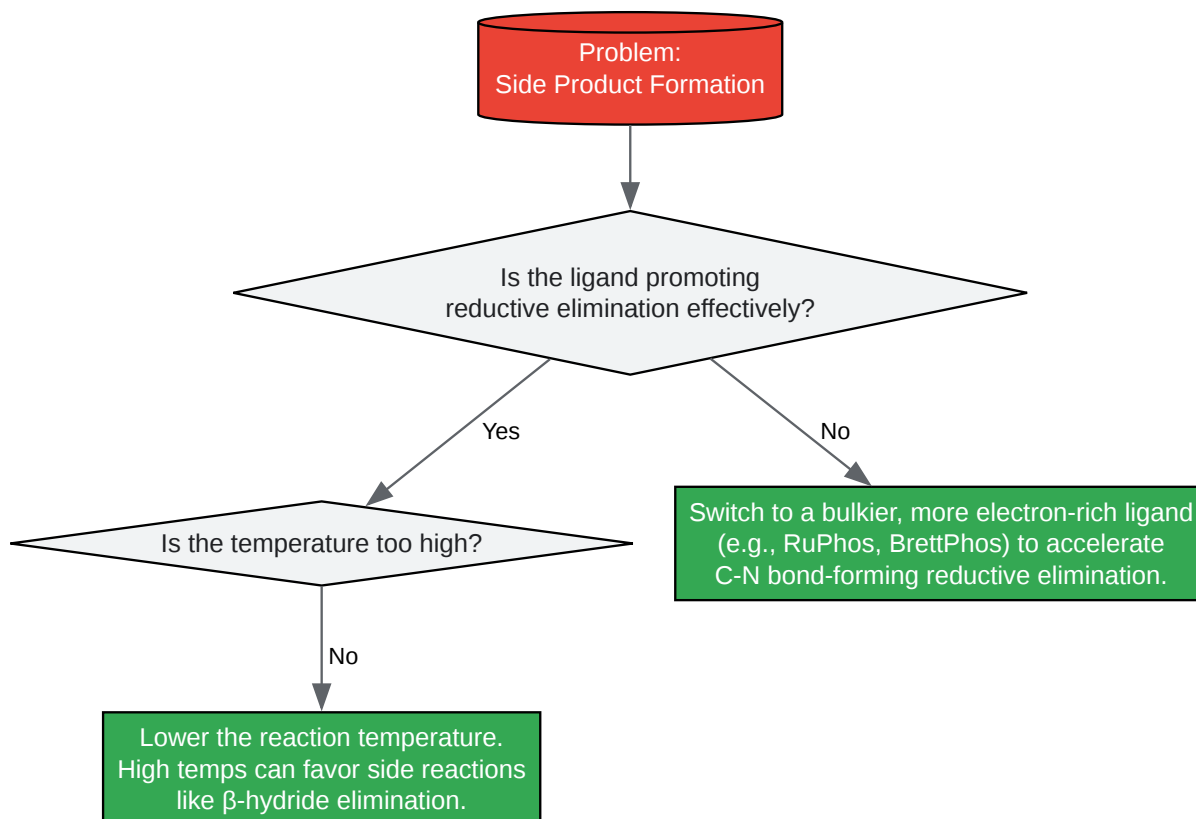 Problem:
Side Product Formation
Is the ligand promoting
reductive elimination effectively?
Yes
No
Is the temperature too high?
Switch to a bulkier, more electron-rich ligand
(e.g., RuPhos, BrettPhos) to accelerate
C-N bond-forming reductive elimination.
No
Lower the reaction temperature.
High temps can favor side reactions
like β-hydride elimination.